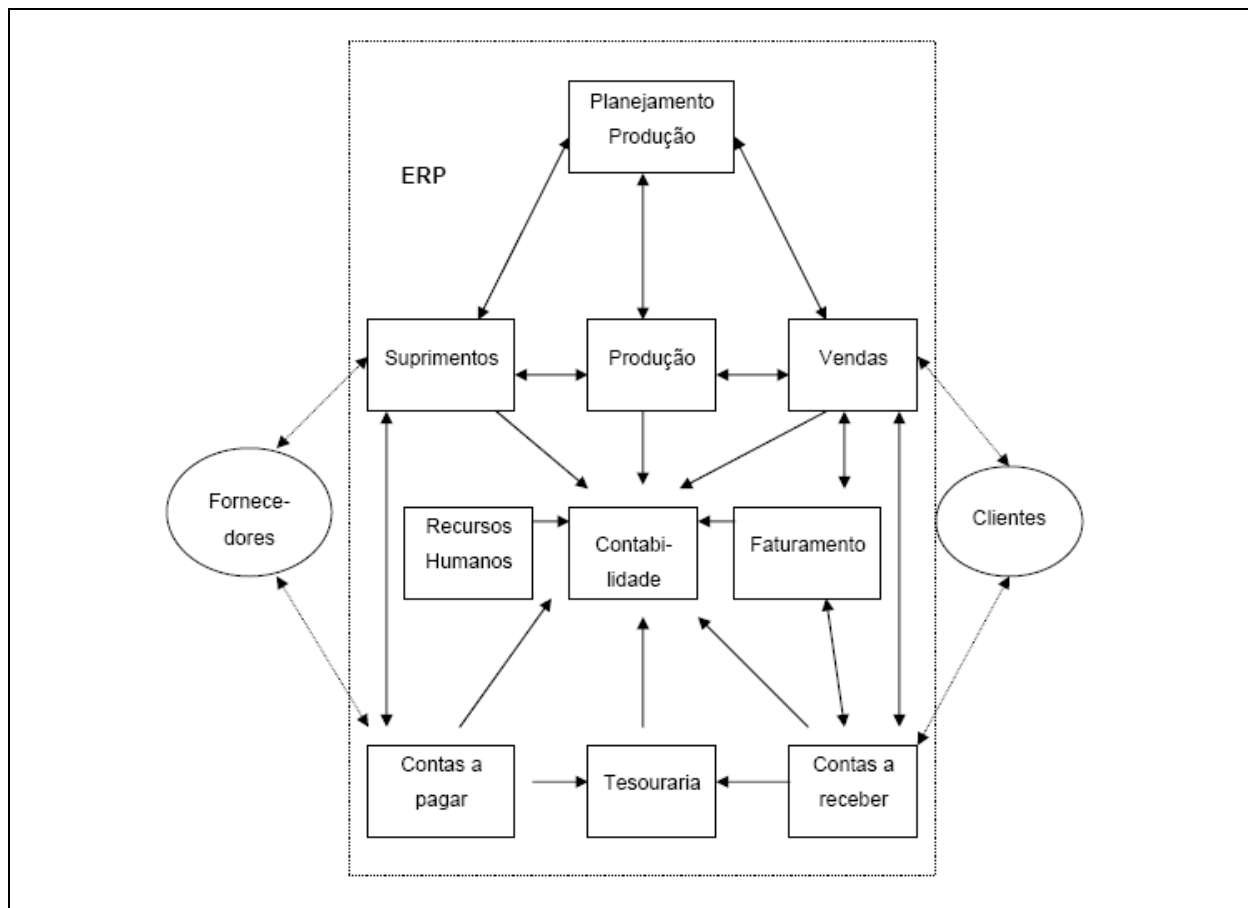 Planejamento
Produção
ERP
Suprimentos
Produção
Vendas
Fornece-
dores
Recursos
Humanos
Contabi-
lidade
Faturamento
Clientes
Contas a
pagar
Tesouraria
Contas a
receber